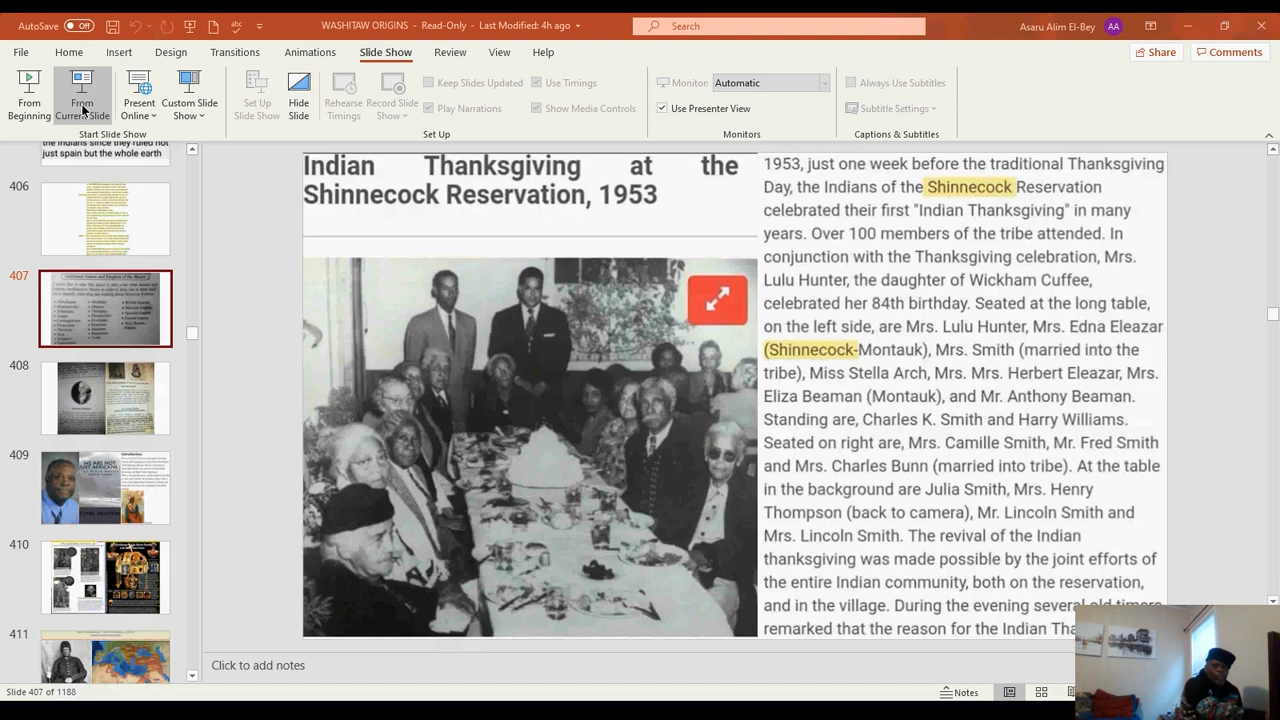 AutoSave Off
WASHITAW ORIGINS - Read-Only - Last Modified: 4h ago
Search
Asaru Alim El-Bey
AA
File Home Insert Design Transitions Animations Slide Show Review View Help
Share
Comments
From Beginning
From Current Slide
Present Online
Custom Slide Show
Start Slide Show
Set Up Slide Show
Hide Slide
Rehearse Timings
Record Slide Show
Keep Slides Updated
Play Narrations
Use Timings
Show Media Controls
Set Up
Monitor: Automatic
Use Presenter View
Monitors
Always Use Subtitles
Subtitle Settings
Captions & Subtitles
the Indians since they ruled not
just spain but the whole earth
406
407
408
409
WE ARE NOT
JUST AFRICANS
410
411
Indian Thanksgiving at the
Shinnecock Reservation, 1953
1953, just one week before the traditional Thanksgiving
Day, the Indians of the Shinnecock Reservation
celebrated their first "Indian Thanksgiving" in many
years. Over 100 members of the tribe attended. In
conjunction with the Thanksgiving celebration, Mrs.
Lulu Hunter, the daughter of Wickham Cuffee,
celebrated her 84th birthday. Seated at the long table,
on the left side, are Mrs. Lulu Hunter, Mrs. Edna Eleazar
(Shinnecock-Montauk), Mrs. Smith (married into the
tribe), Miss Stella Arch, Mrs. Mrs. Herbert Eleazar, Mrs.
Eliza Beaman (Montauk), and Mr. Anthony Beaman.
Standing are, Charles K. Smith and Harry Williams.
Seated on right are, Mrs. Camille Smith, Mr. Fred Smith
and Mrs. Charles Bunn (married into tribe). At the table
in the background are Julia Smith, Mrs. Henry
Thompson (back to camera), Mr. Lincoln Smith and
Mrs. Lincoln Smith. The revival of the Indian
thanksgiving was made possible by the joint efforts of
the entire Indian community, both on the reservation,
and in the village. During the evening several old timers
remarked that the reason for the Indian Tha
Click to add notes
Slide 407 of 1188
Notes